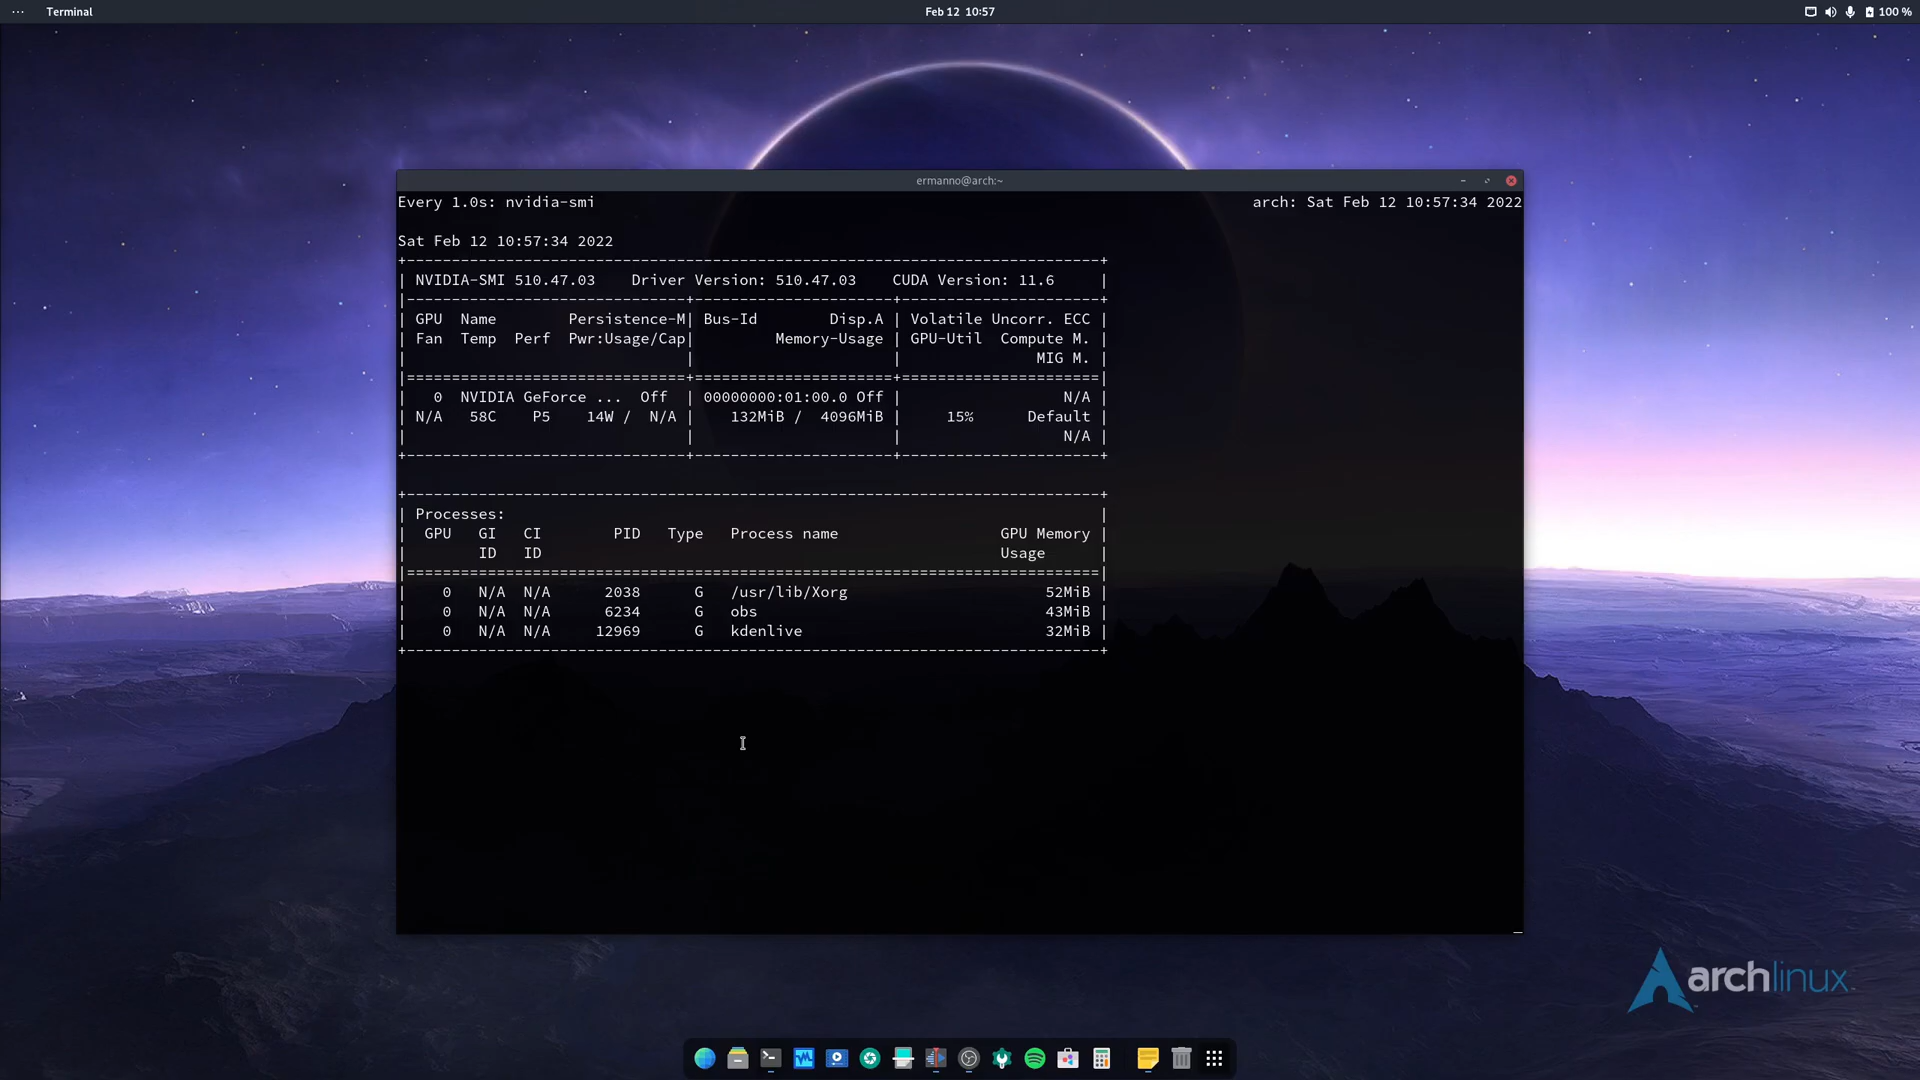 Terminal
Feb 12 10:57
100 %
ermanno@arch:~
Every 1.0s: nvidia-smi arch: Sat Feb 12 10:57:34 2022
Sat Feb 12 10:57:34 2022
+-----------------------------------------------------------------------------+
| NVIDIA-SMI 510.47.03    Driver Version: 510.47.03    CUDA Version: 11.6     |
|-------------------------------+----------------------+----------------------+
| GPU  Name        Persistence-M| Bus-Id        Disp.A | Volatile Uncorr. ECC |
| Fan  Temp  Perf  Pwr:Usage/Cap|         Memory-Usage | GPU-Util  Compute M. |
|                               |                      |               MIG M. |
|===============================+======================+======================|
|   0  NVIDIA GeForce ...  Off  | 00000000:01:00.0 Off |                  N/A |
| N/A   58C    P5    14W /  N/A |    132MiB /  4096MiB |     15%      Default |
|                               |                      |                  N/A |
+-------------------------------+----------------------+----------------------+
+-----------------------------------------------------------------------------+
| Processes:                                                                  |
|  GPU   GI   CI        PID   Type   Process name                  GPU Memory |
|        ID   ID                                                   Usage      |
|=============================================================================|
|    0   N/A  N/A      2038      G   /usr/lib/Xorg                      52MiB |
|    0   N/A  N/A      6234      G   obs                                43MiB |
|    0   N/A  N/A     12969      G   kdenlive                           32MiB |
+-----------------------------------------------------------------------------+
archlinux